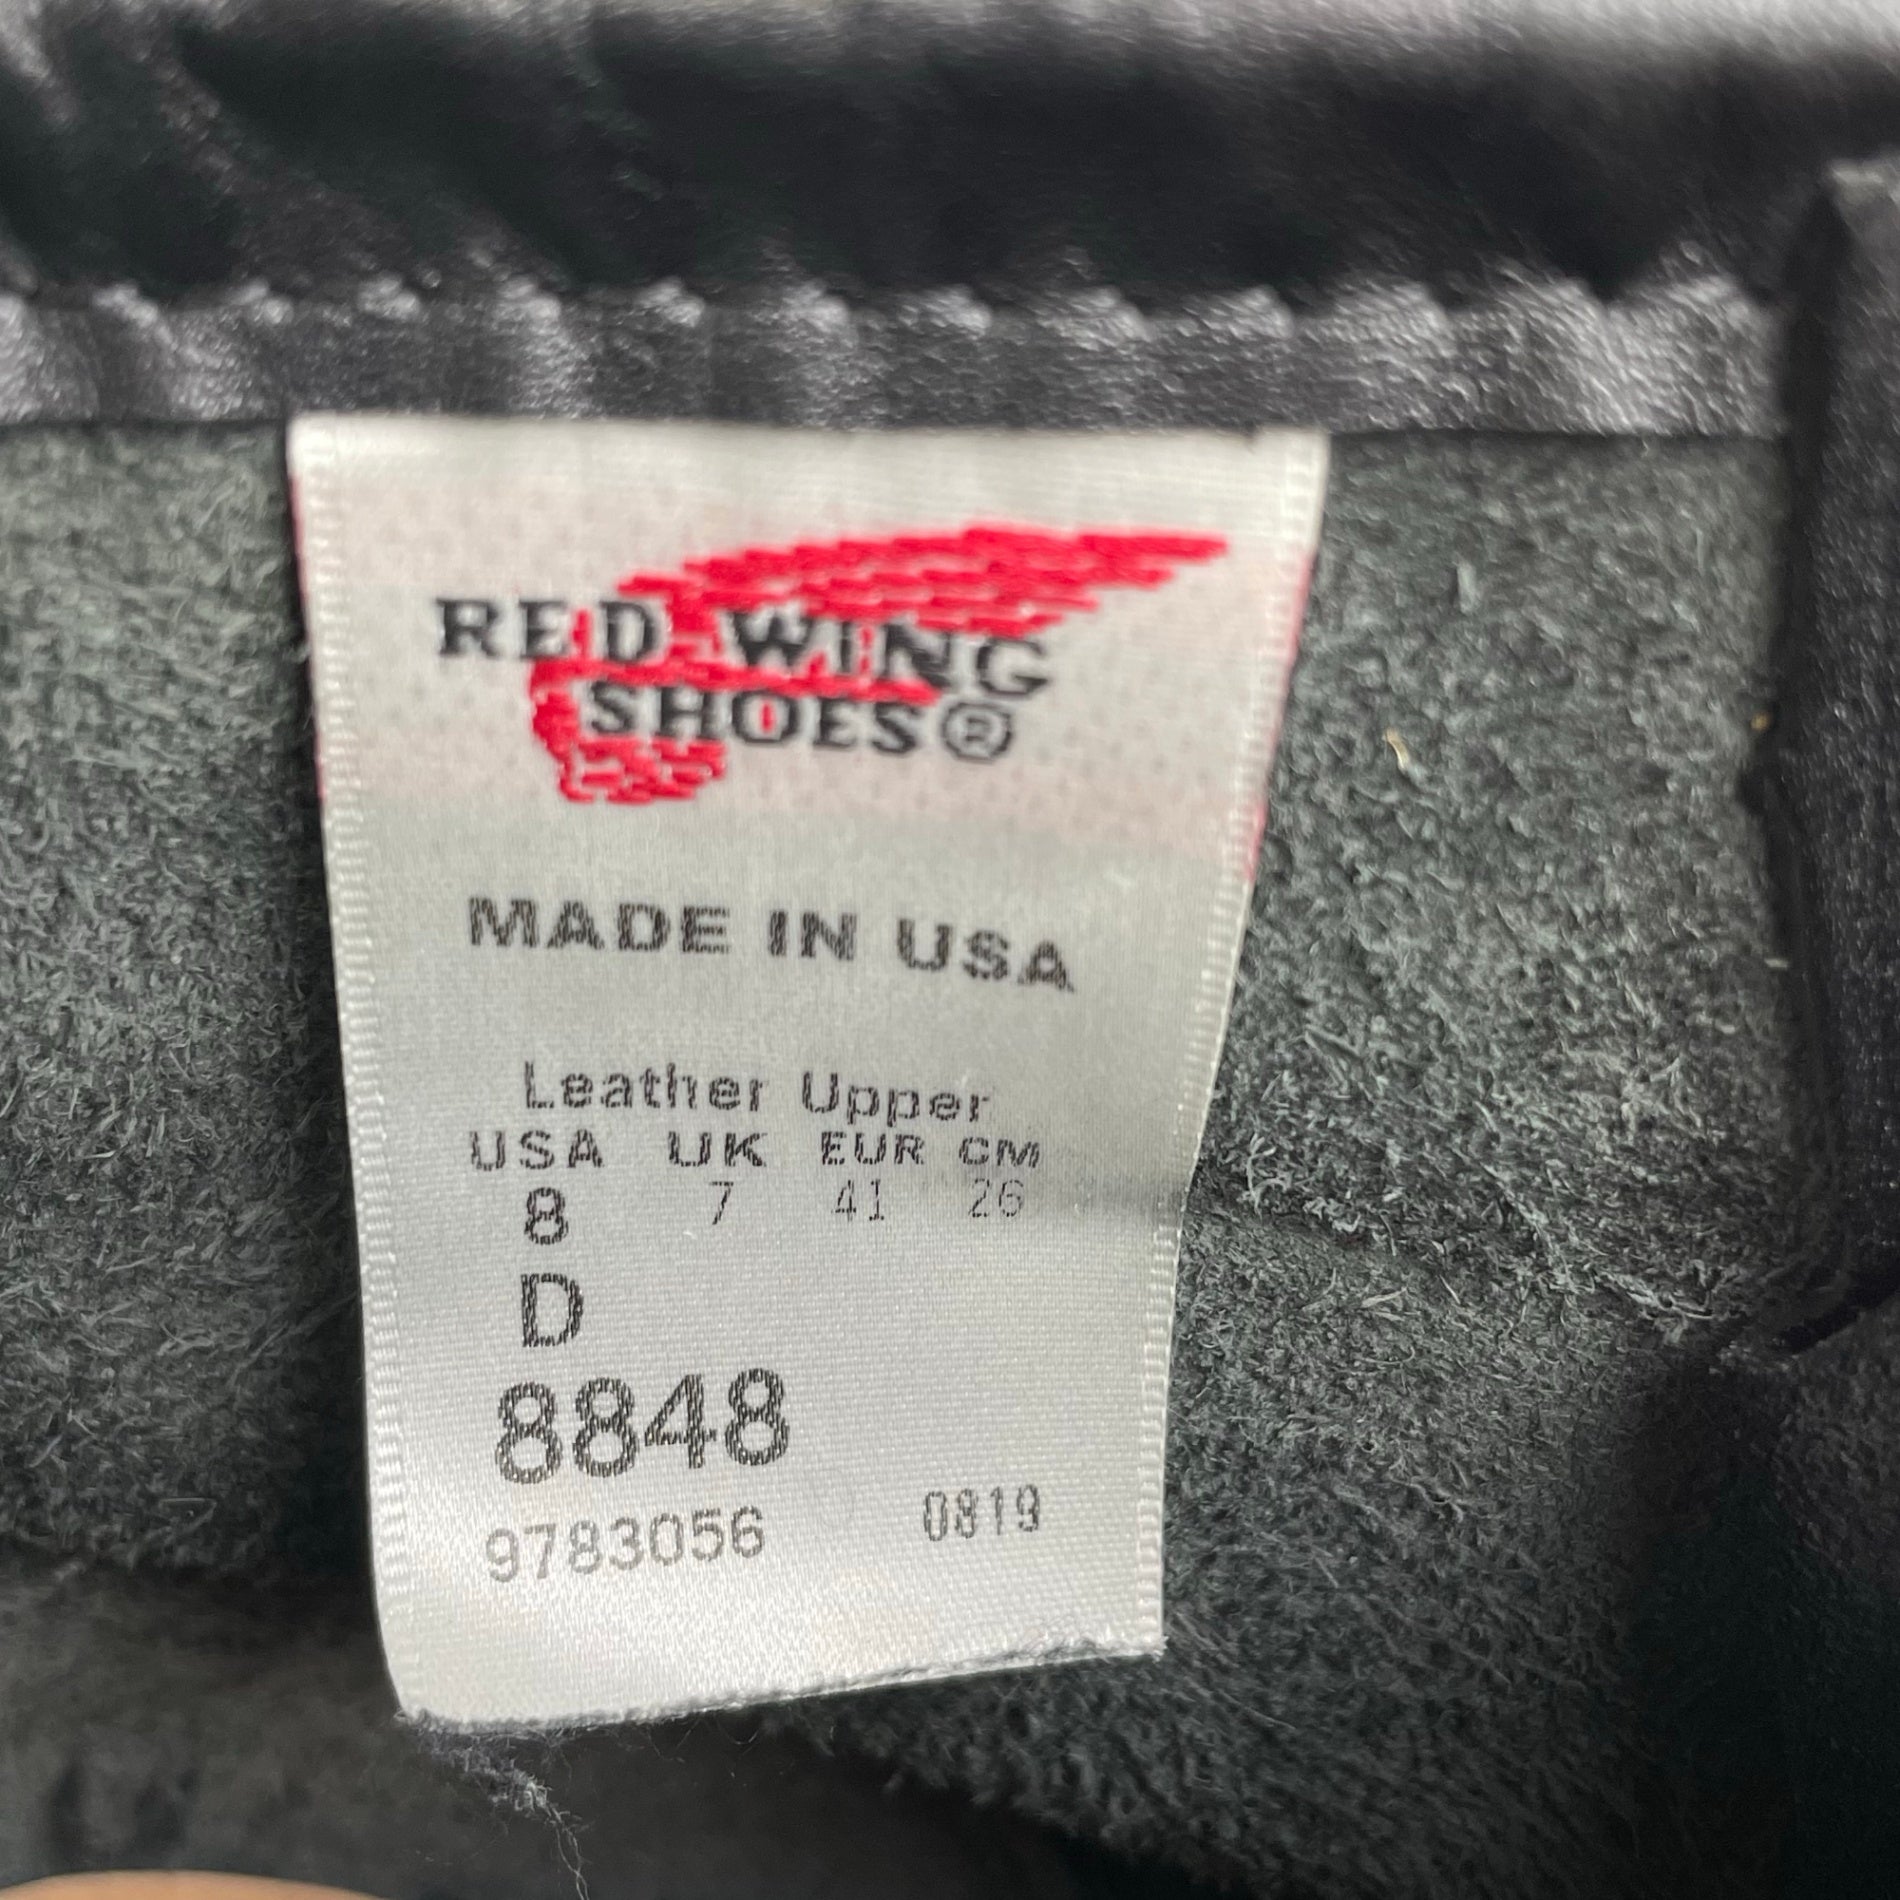 RED WING
SHOES®
MADE IN USA
Leather Upper
USA UK EUR CM
8 7 41 26
D
8848
9783056 0819